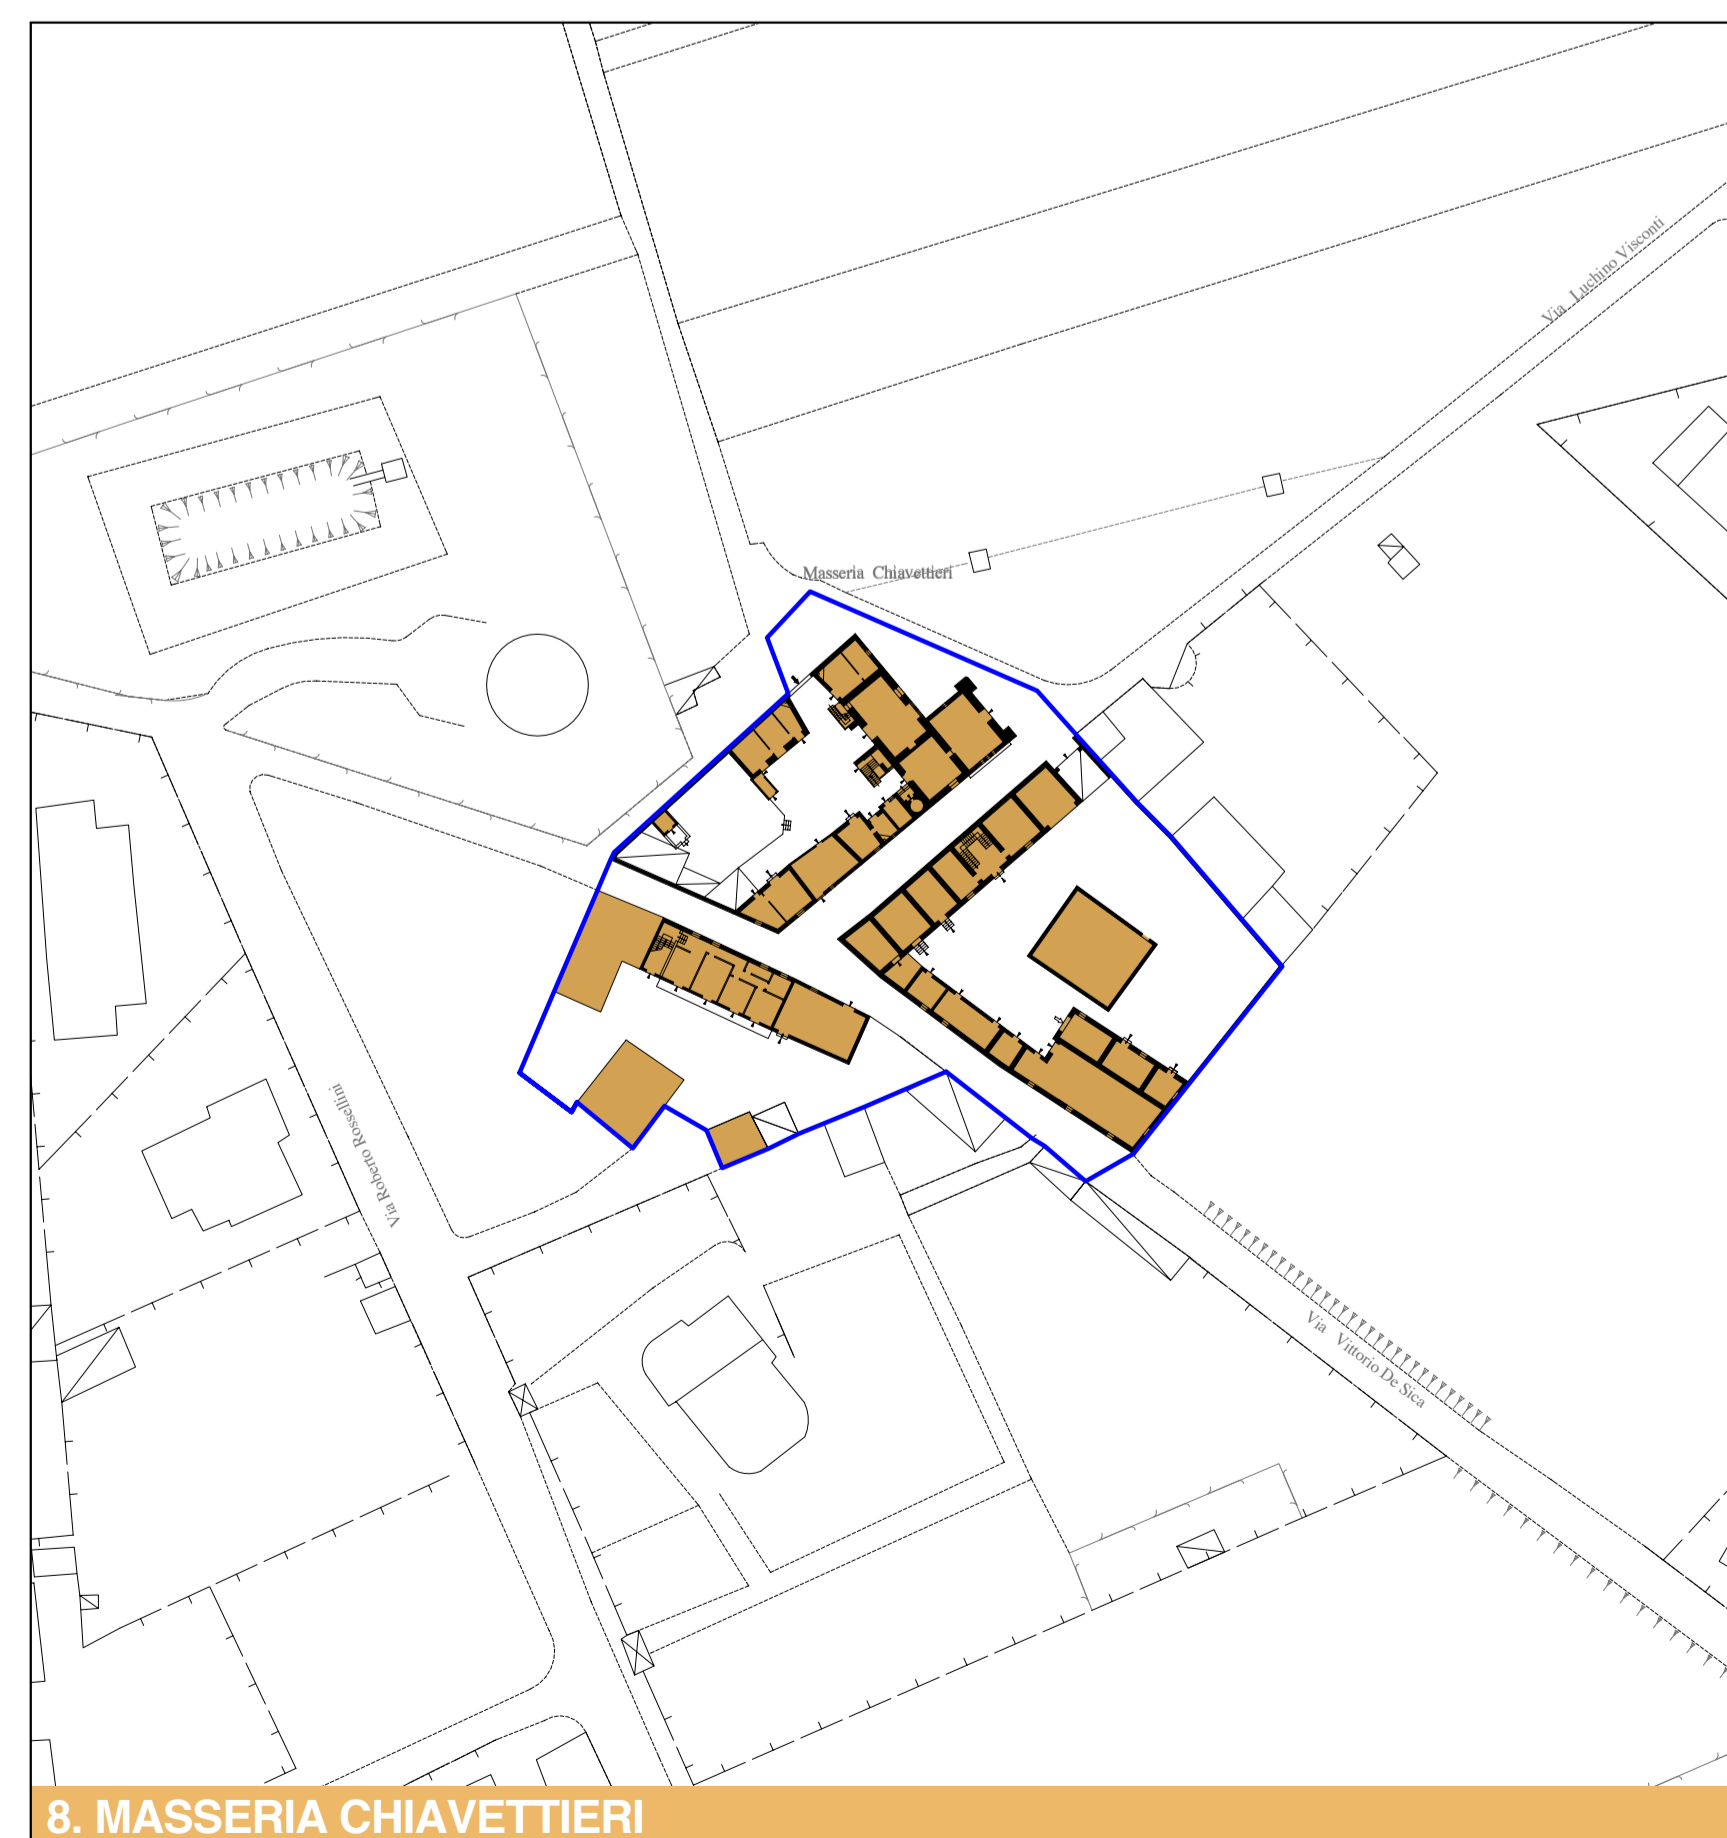 Via Luchino Visconti
Masseria Chiavettieri
Via Roberto Rossellini
Via Vittorio De Sica
8. MASSERIA CHIAVETTIERI